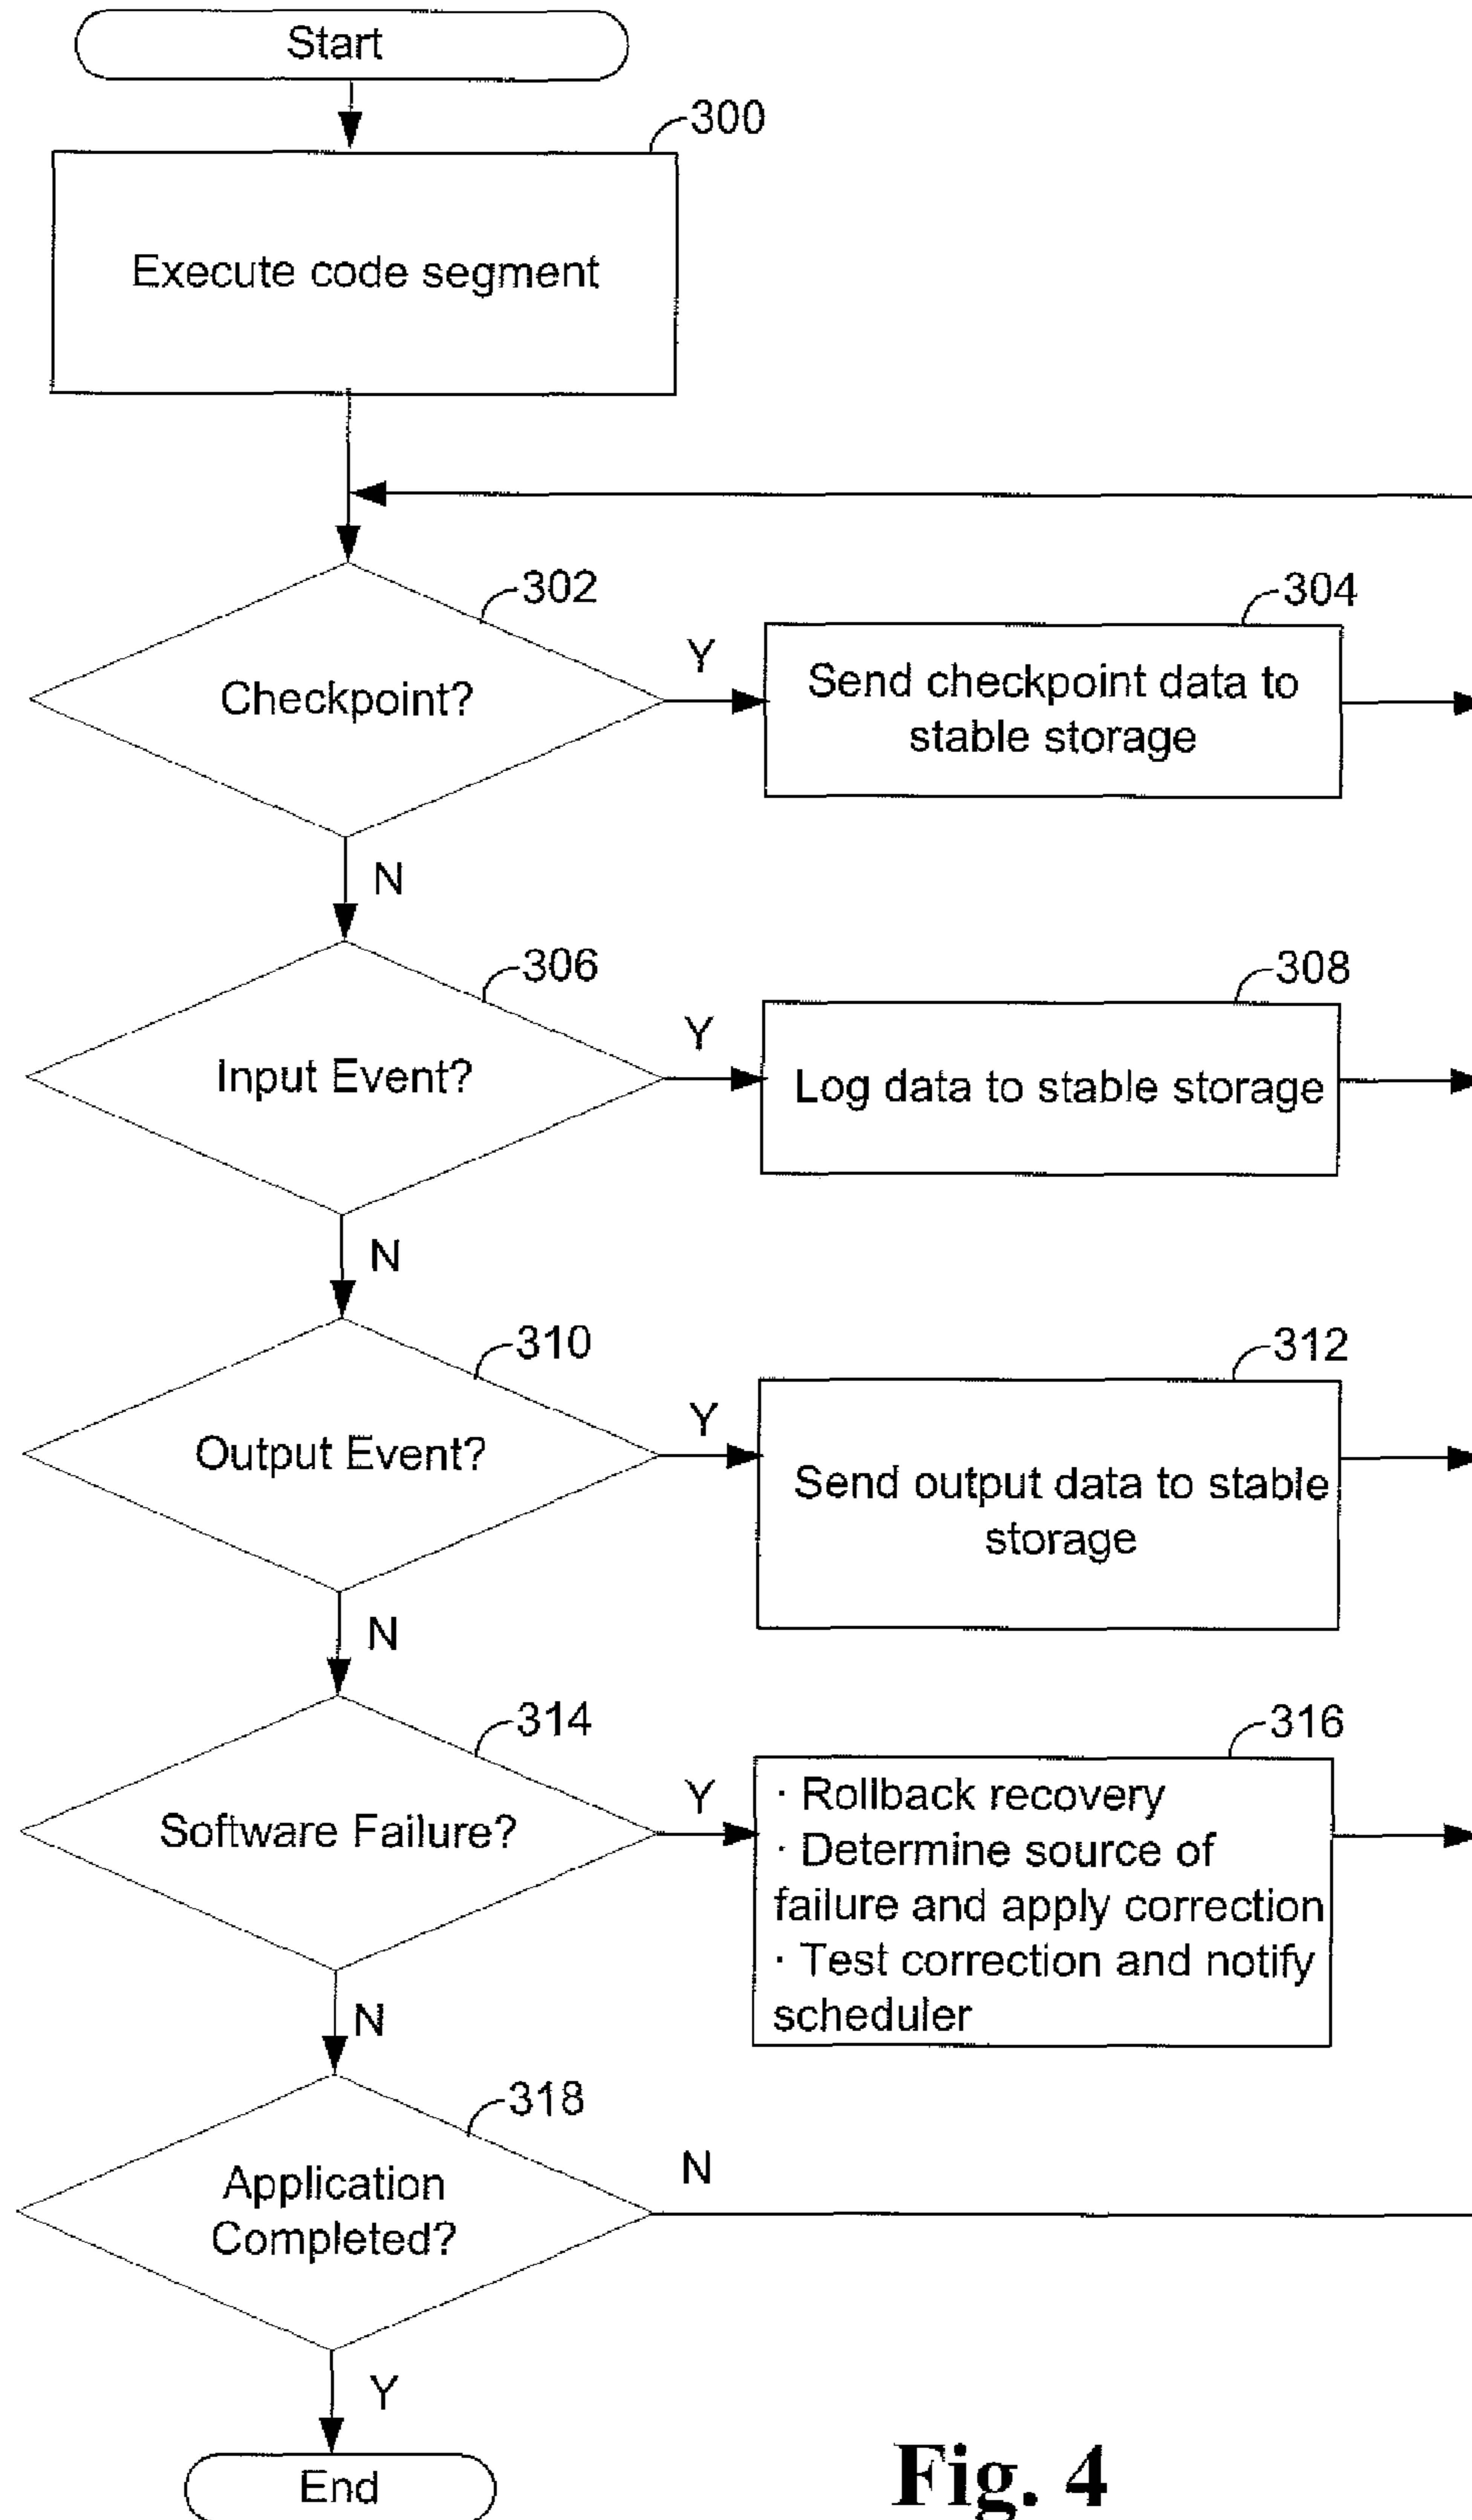 Start
300
Execute code segment
302
304
Checkpoint?
Y
Send checkpoint data to
stable storage
N
306
308
Input Event?
Y
Log data to stable storage
N
310
312
Output Event?
Y
Send output data to stable
storage
N
314
316
Software Failure?
Y
· Rollback recovery
· Determine source of
failure and apply correction
· Test correction and notify
scheduler
N
318
Application
Completed?
N
Y
End
Fig. 4